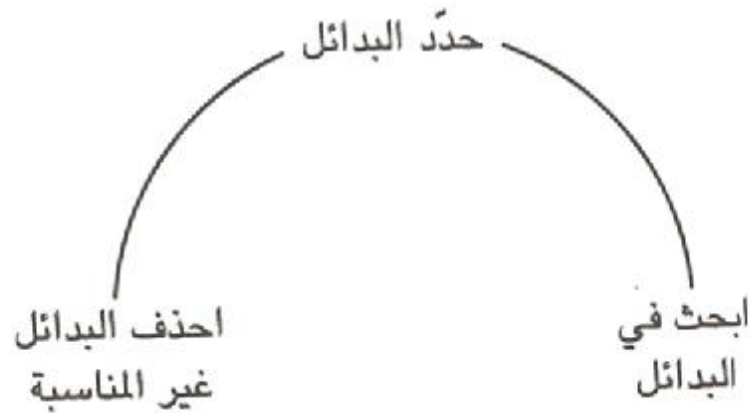 حدّد البدائل
ابحث في
البدائل
احذف البدائل
غير المناسبة